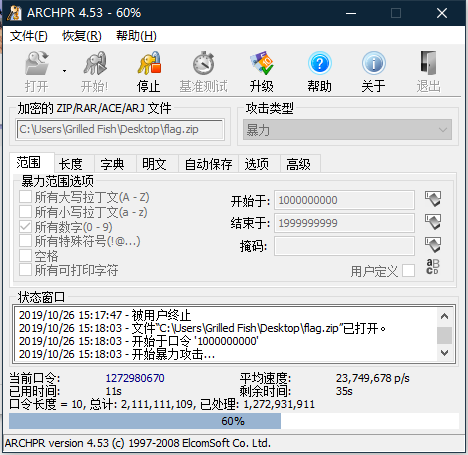 ARCHPR 4.53 - 60%
文件(F) 恢复(R) 帮助(H)
打开 开始! 停止 基准测试 升级 帮助 关于 退出
加密的 ZIP/RAR/ACE/ARJ 文件 攻击类型
C:\Users\Grilled Fish\Desktop\flag.zip 暴力
范围 长度 字典 明文 自动保存 选项 高级
暴力范围选项
所有大写拉丁文(A - Z) 开始于: 1000000000
所有小写拉丁文(a - z)
所有数字(0 - 9) 结束于: 1999999999
所有特殊符号(!@...) 掩码:
空格
所有可打印字符 用户定义 aBcD
状态窗口
2019/10/26 15:17:47 - 被用户终止
2019/10/26 15:18:03 - 文件“C:\Users\Grilled Fish\Desktop\flag.zip”已打开。
2019/10/26 15:18:03 - 开始于口令 '1000000000'
2019/10/26 15:18:03 - 开始暴力攻击...
当前口令: 1272980670 平均速度: 23,749,678 p/s
已用时间: 11s 剩余时间: 35s
口令长度 = 10, 总计: 2,111,111,109, 已处理: 1,272,931,911
60%
ARCHPR version 4.53 (c) 1997-2008 ElcomSoft Co. Ltd.